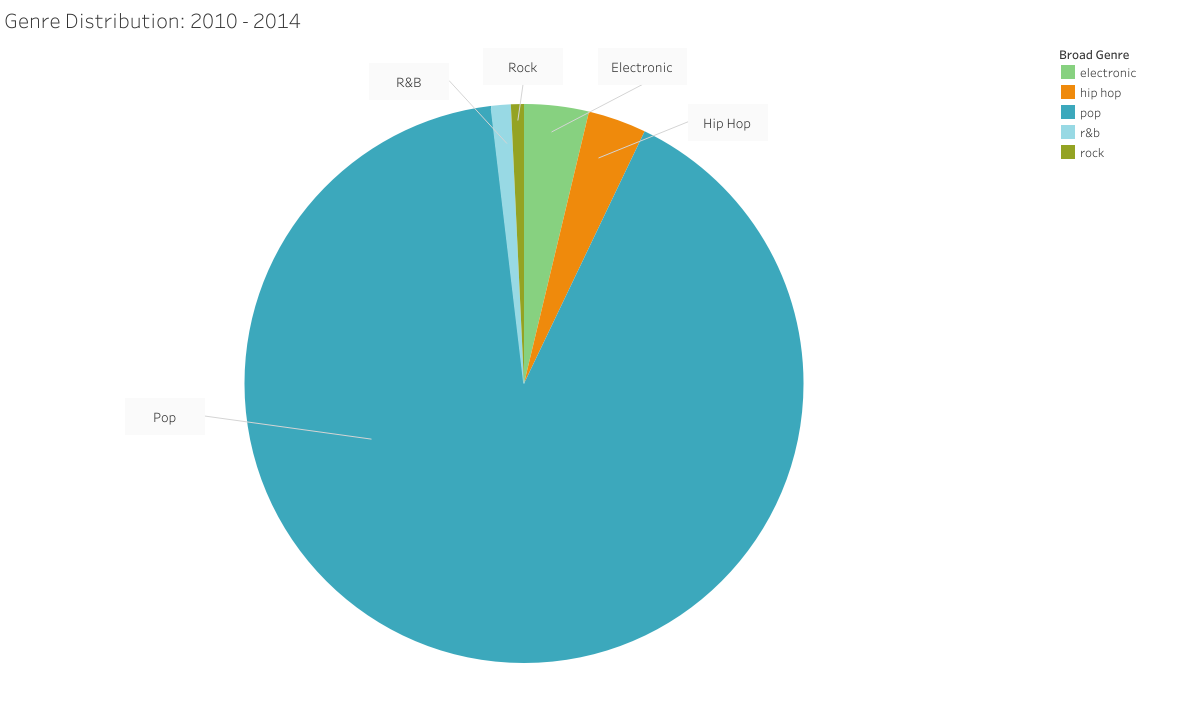 Genre Distribution: 2010 - 2014
R&B
Rock
Electronic
Hip Hop
Pop
Broad Genre
electronic
hip hop
pop
r&b
rock